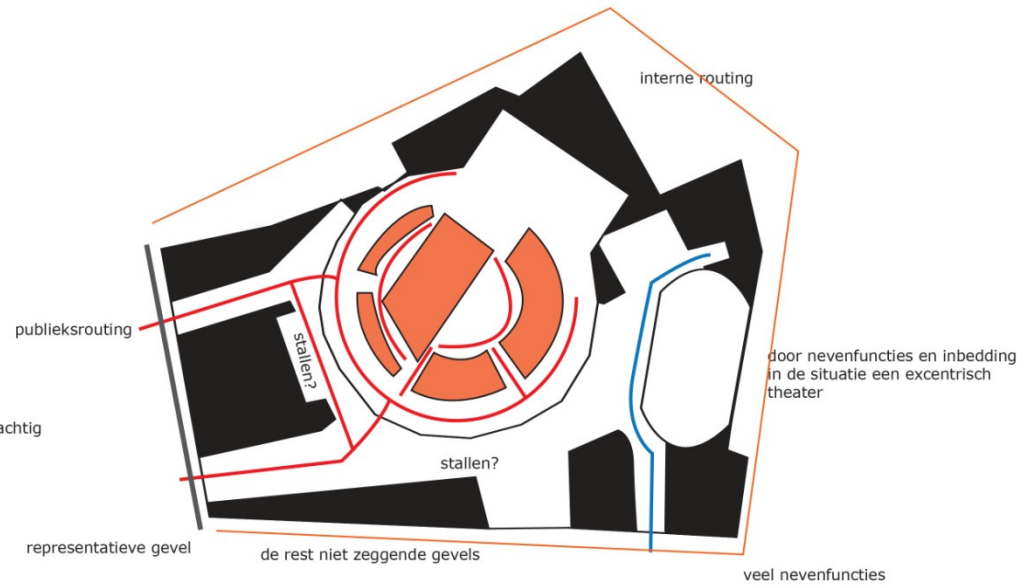 interne routing
publieksrouting
stallen?
door nevenfuncties en inbedding
in de situatie een excentrisch
theater
achtig
stallen?
representatieve gevel
de rest niet zeggende gevels
veel nevenfuncties